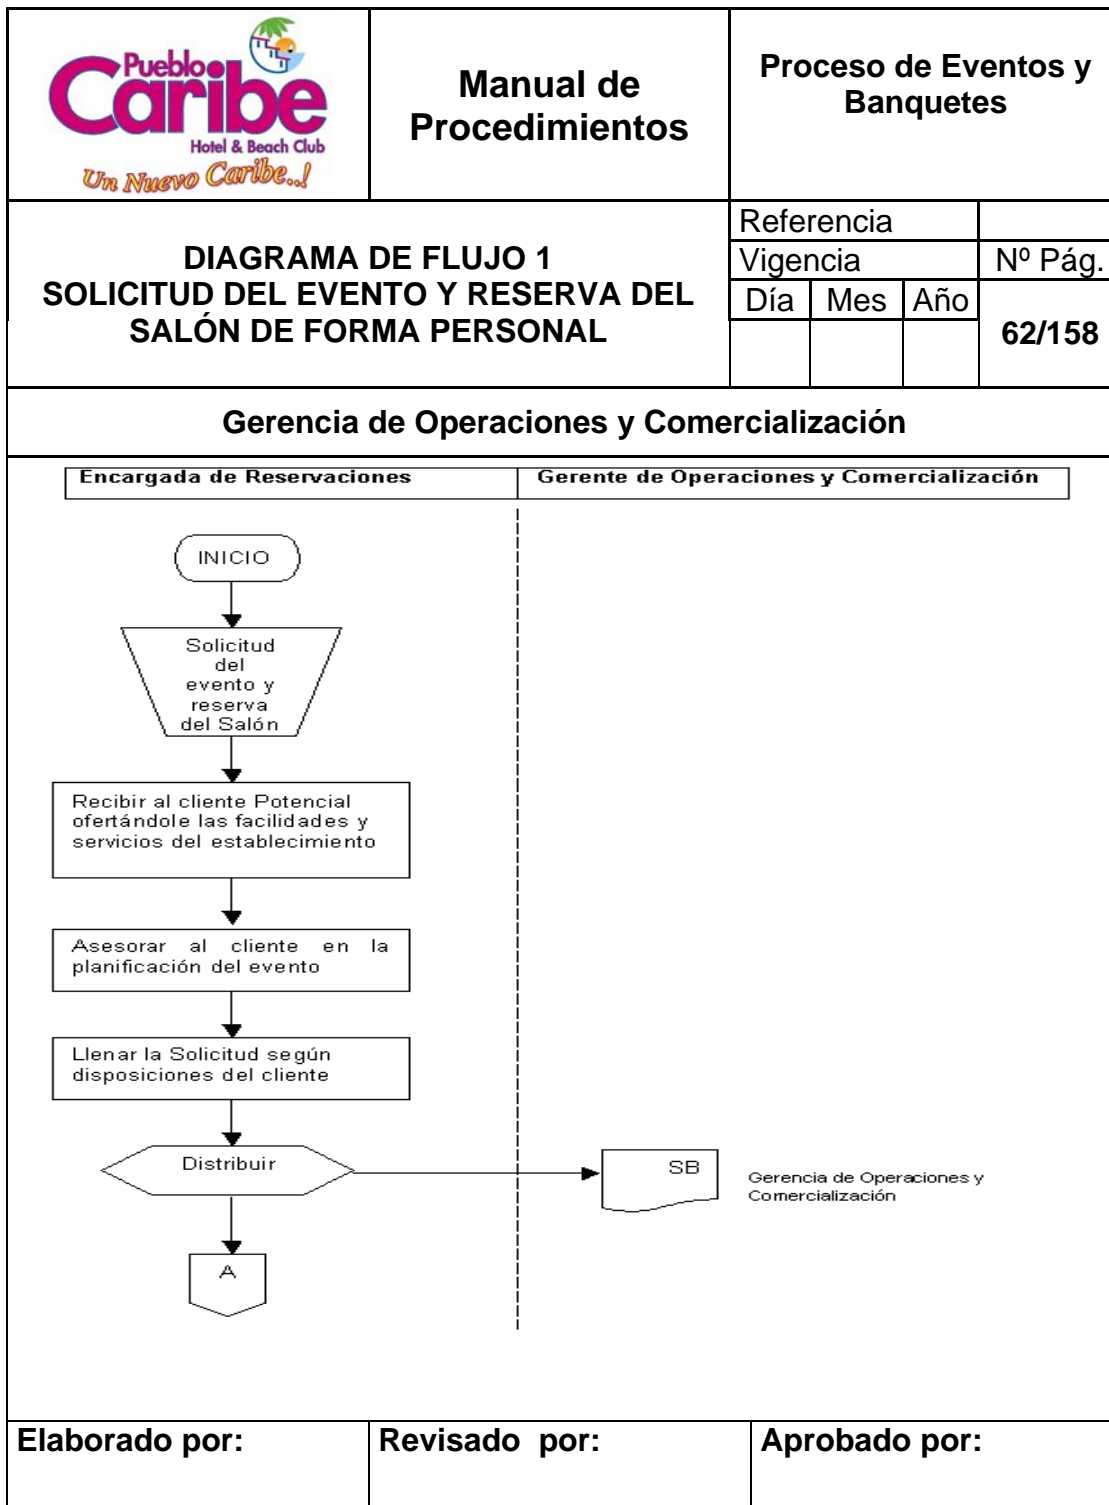 Pueblo
Caribe
Hotel & Beach Club
Un Nuevo Caribe..!
Manual de
Procedimientos
Proceso de Eventos y
Banquetes
DIAGRAMA DE FLUJO 1
SOLICITUD DEL EVENTO Y RESERVA DEL
SALÓN DE FORMA PERSONAL
Referencia
Vigencia
Nº Pág.
Día
Mes
Año
62/158
Gerencia de Operaciones y Comercialización
Encargada de Reservaciones
Gerente de Operaciones y Comercialización
INICIO
Solicitud
del
evento y
reserva
del Salón
Recibir al cliente Potencial
ofertándole las facilidades y
servicios del establecimiento
Asesorar al cliente en la
planificación del evento
Llenar la Solicitud según
disposiciones del cliente
Distribuir
SB
Gerencia de Operaciones y
Comercialización
A
Elaborado por:
Revisado por:
Aprobado por: